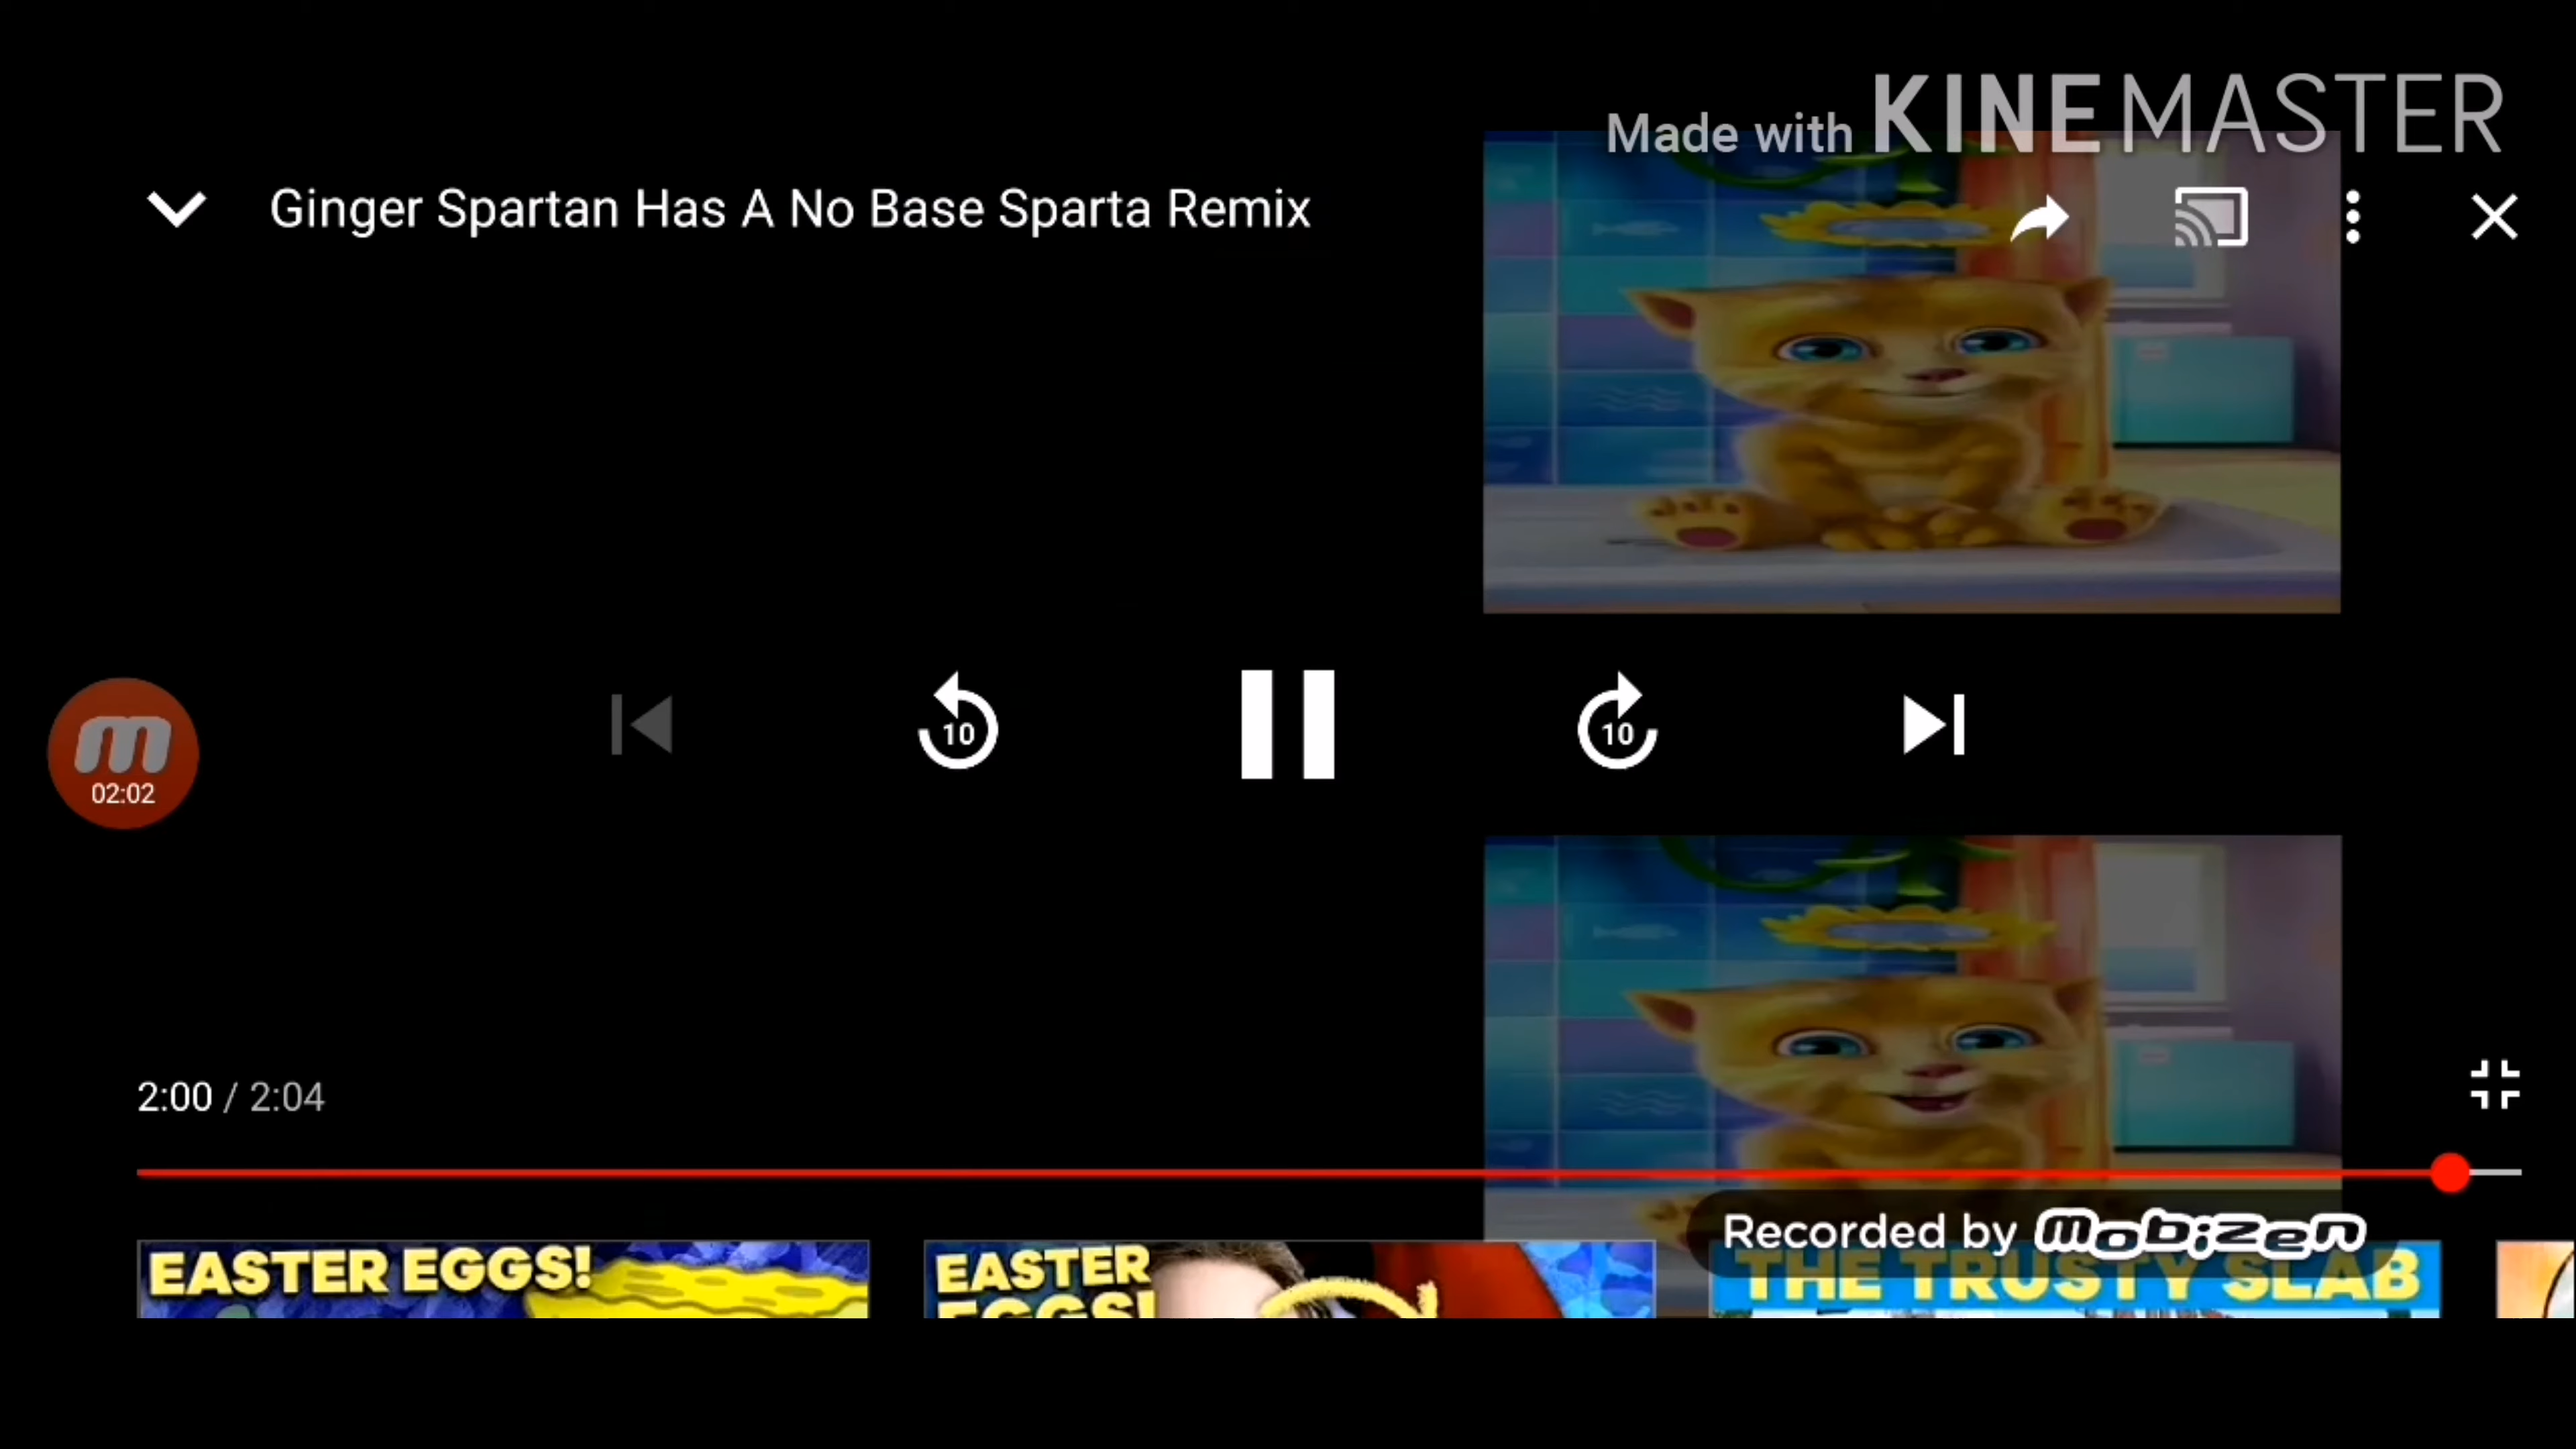 Made with KINEMASTER
Ginger Spartan Has A No Base Sparta Remix
10
10
m
02:02
2:00 / 2:04
Recorded by mobizen
EASTER EGGS!
EASTER
EGGS!
THE TRUSTY SLAB